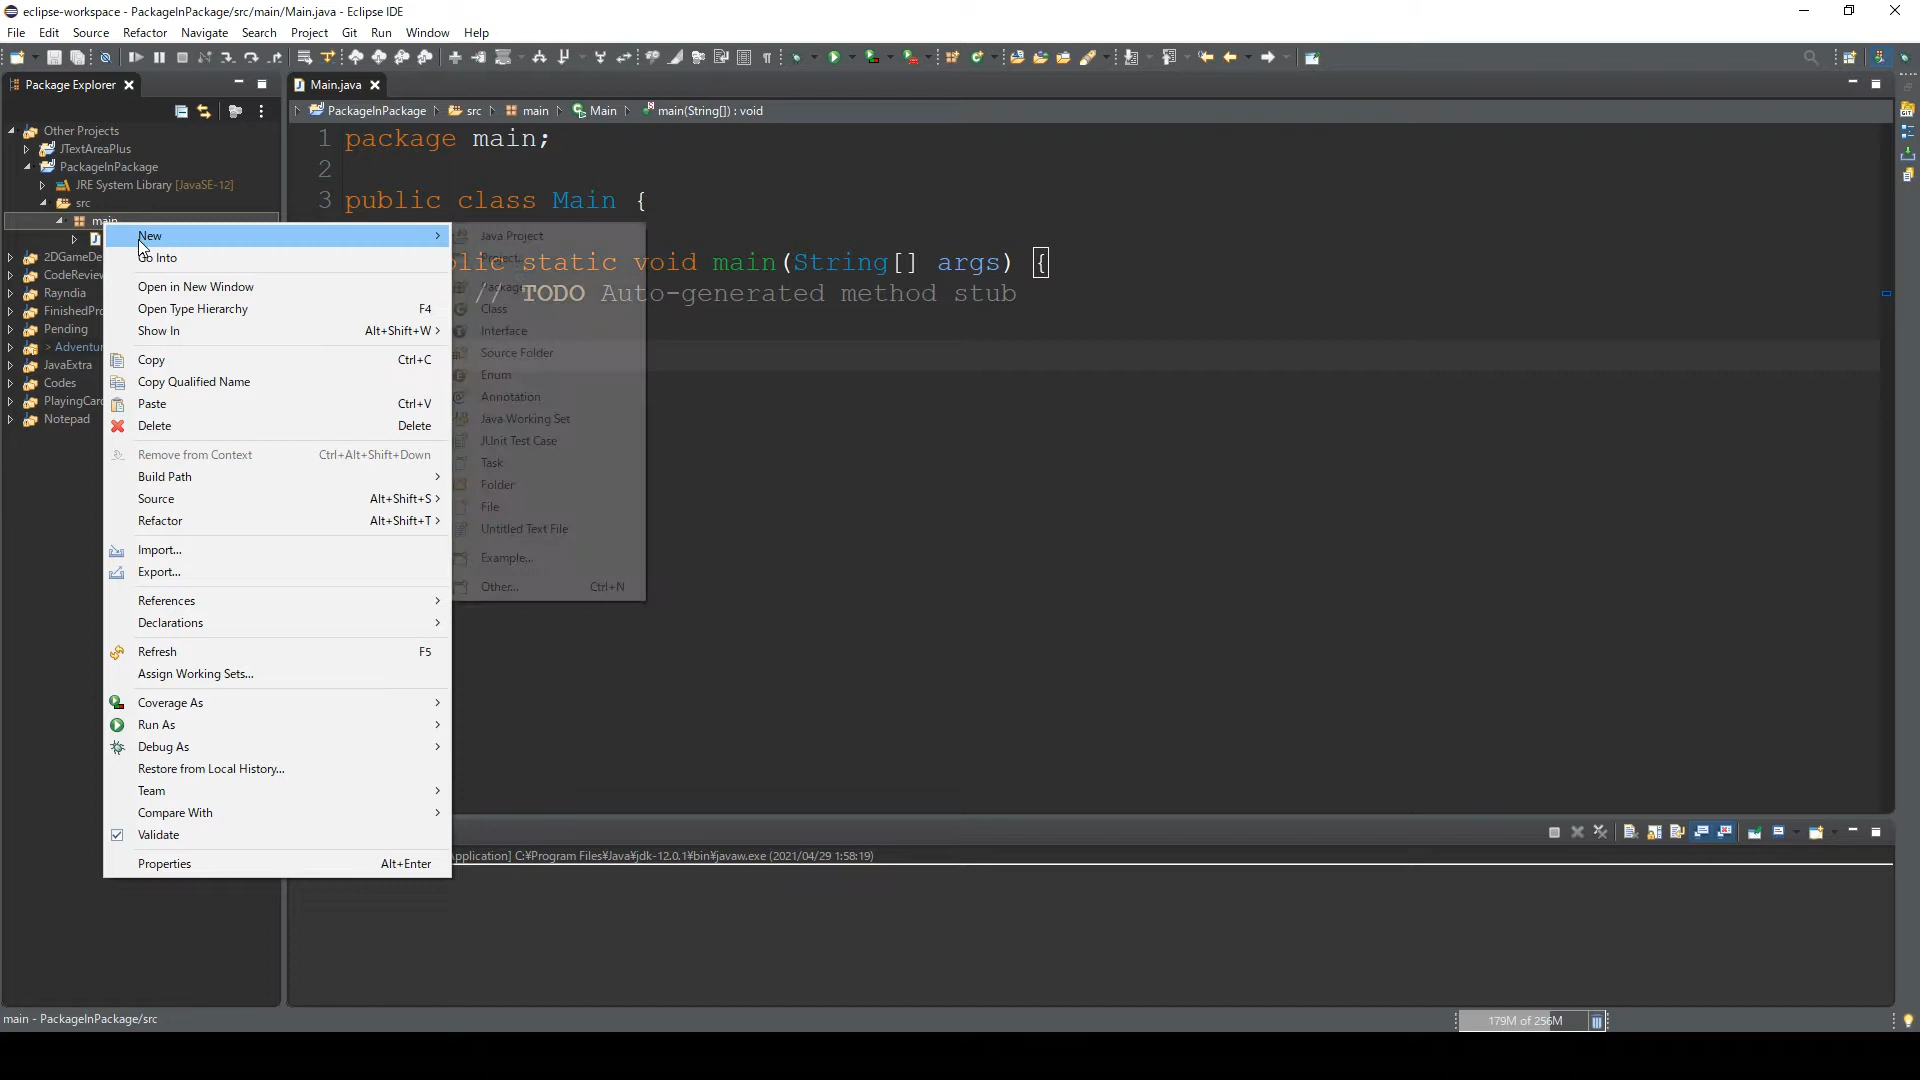 eclipse-workspace - PackageInPackage/src/main/Main.java - Eclipse IDE
File Edit Source Refactor Navigate Search Project Git Run Window Help
Package Explorer
Main.java
PackageInPackage src main Main main(String[]) : void
Other Projects
JTextAreaPlus
PackageInPackage
JRE System Library [JavaSE-12]
src
main
2DGameDe
CodeReview
Rayndia
FinishedPro
Pending
> Adventur
JavaExtra
Codes
PlayingCard
Notepad
1 package main;
2
3 public class Main {
lic static void main(String[] args) {
// TODO Auto-generated method stub
New
Go Into
Open in New Window
Open Type Hierarchy F4
Show In Alt+Shift+W
Copy Ctrl+C
Copy Qualified Name
Paste Ctrl+V
Delete Delete
Remove from Context Ctrl+Alt+Shift+Down
Build Path
Source Alt+Shift+S
Refactor Alt+Shift+T
Import...
Export...
References
Declarations
Refresh F5
Assign Working Sets...
Coverage As
Run As
Debug As
Restore from Local History...
Team
Compare With
Validate
Properties Alt+Enter
Java Project
Project...
Package
Class
Interface
Source Folder
Enum
Annotation
Java Working Set
JUnit Test Case
Task
Folder
File
Untitled Text File
Example...
Other... Ctrl+N
pplication] C:¥Program Files¥Java¥jdk-12.0.1¥bin¥javaw.exe (2021/04/29 1:58:19)
main - PackageInPackage/src
179M of 256M